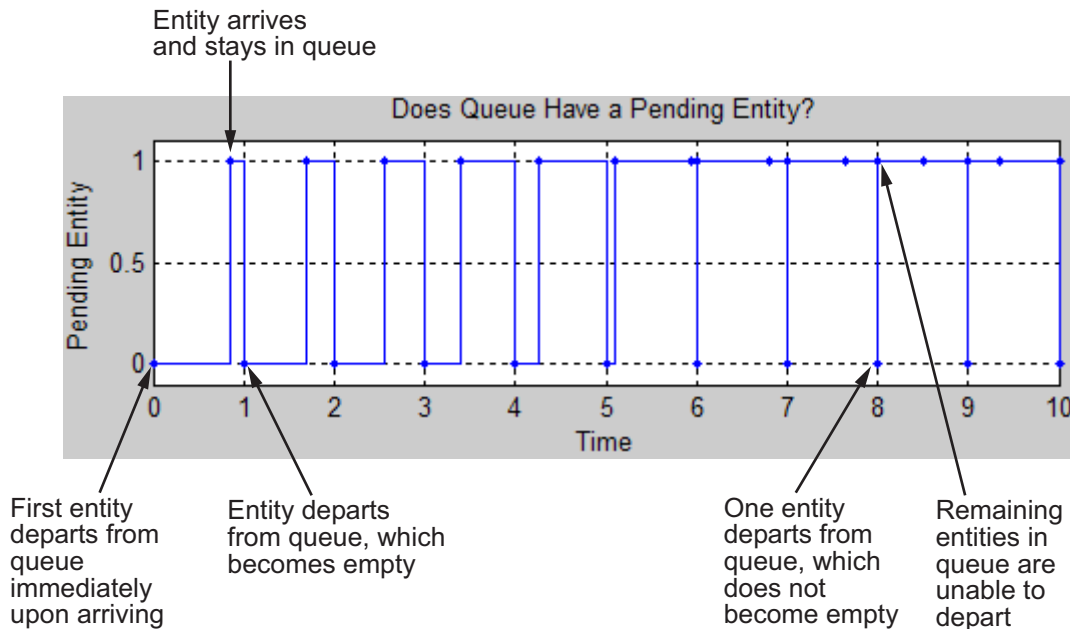 Entity arrives
and stays in queue
Does Queue Have a Pending Entity?
Pending Entity
1
0.5
0
0 1 2 3 4 5 6 7 8 9 10
Time
First entity
departs from
queue
immediately
upon arriving
Entity departs
from queue, which
becomes empty
One entity
departs from
queue, which
does not
become empty
Remaining
entities in
queue are
unable to
depart